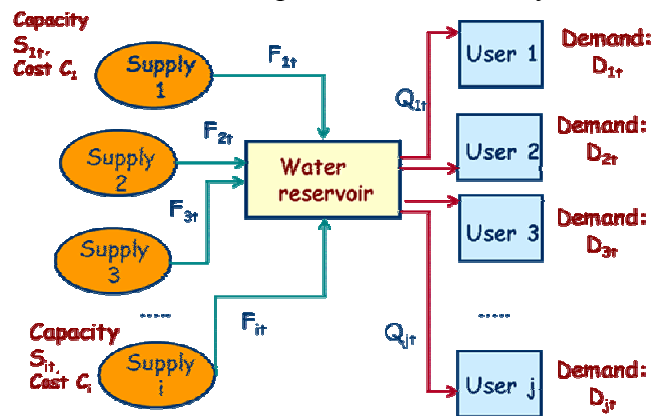 Capacity
S1t,
Cost C1
Supply
1
F1t
User 1
Demand:
D1t
Q1t
F2t
Supply
2
Water
reservoir
User 2
Demand:
D2t
F3t
Supply
3
User 3
Demand:
D3t
.....
.....
Capacity
Sit,
Cost Ci
Supply
i
Fit
Qjt
User j
Demand:
Djt